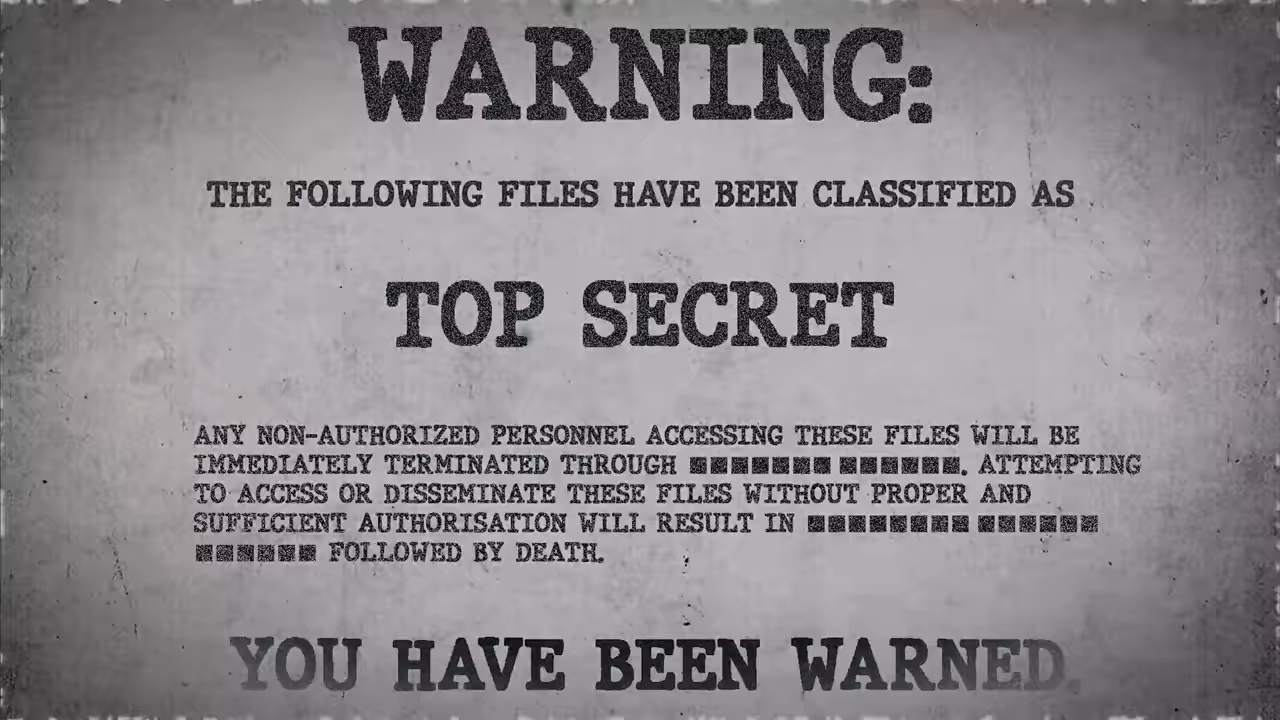 WARNING:
THE FOLLOWING FILES HAVE BEEN CLASSIFIED AS
TOP SECRET
ANY NON-AUTHORIZED PERSONNEL ACCESSING THESE FILES WILL BE
IMMEDIATELY TERMINATED THROUGH ■■■■■■■ ■■■■■■. ATTEMPTING
TO ACCESS OR DISSEMINATE THESE FILES WITHOUT PROPER AND
SUFFICIENT AUTHORISATION WILL RESULT IN ■■■■■■■■ ■■■■■■
■■■■■■ FOLLOWED BY DEATH.
YOU HAVE BEEN WARNED.